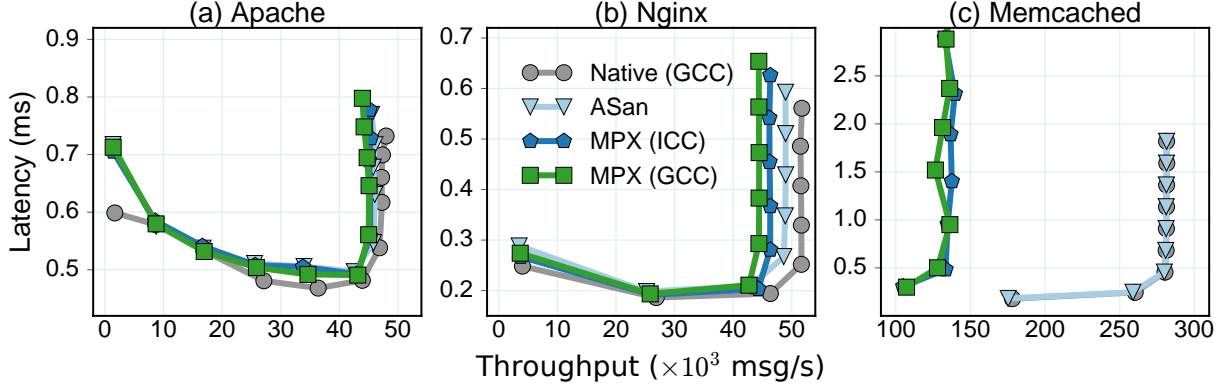 (a) Apache
(b) Nginx
(c) Memcached
Latency (ms)
0.9
0.8
0.7
0.6
0.5
0 10 20 30 40 50
0.7
0.6
0.5
0.4
0.3
0.2
0 10 20 30 40 50
Native (GCC)
ASan
MPX (ICC)
MPX (GCC)
2.5
2.0
1.5
1.0
0.5
100 150 200 250 300
Throughput (×10³ msg/s)